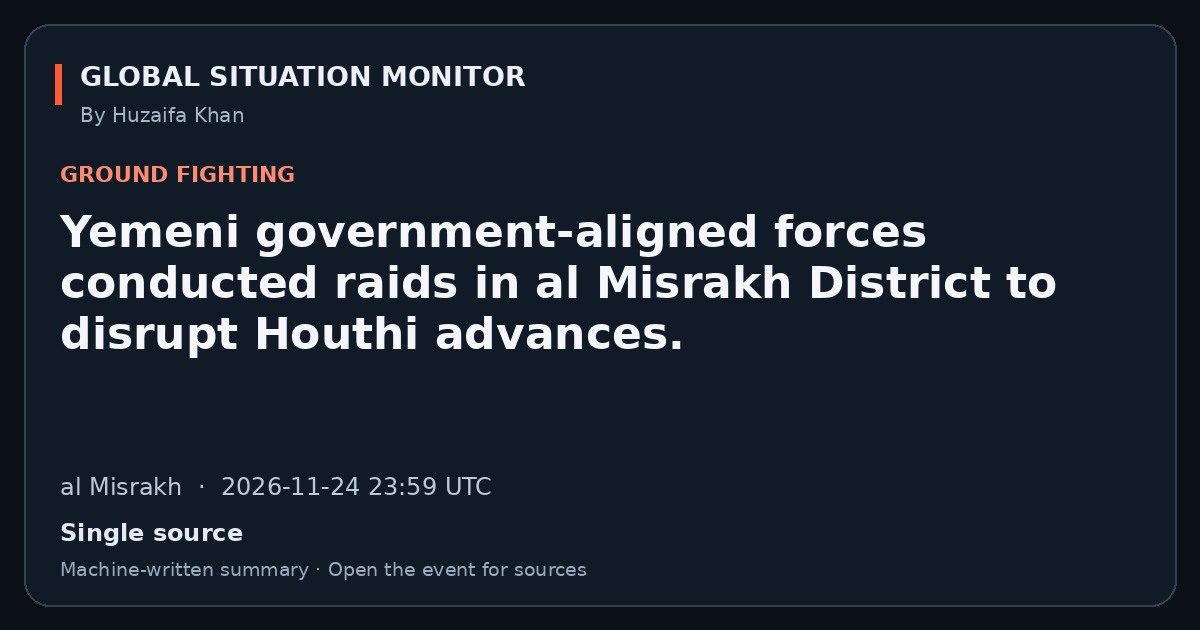 GLOBAL SITUATION MONITOR
By Huzaifa Khan
GROUND FIGHTING
Yemeni government-aligned forces
conducted raids in al Misrakh District to
disrupt Houthi advances.
al Misrakh · 2026-11-24 23:59 UTC
Single source
Machine-written summary · Open the event for sources